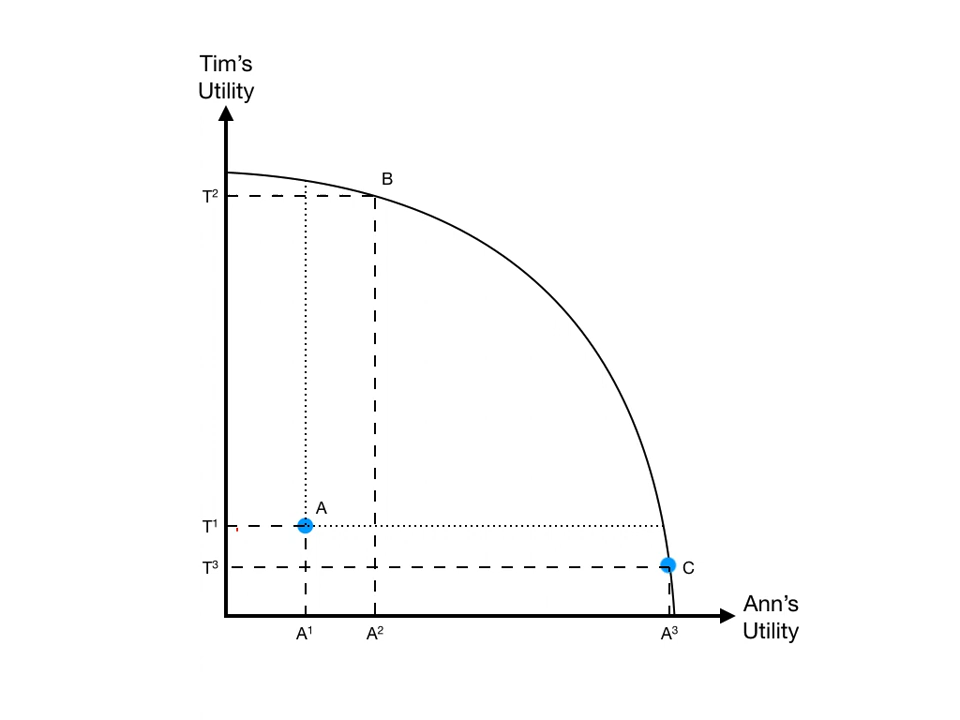 Tim’s
Utility
B
T²
A
T¹
T³
C
Ann’s
Utility
A¹
A²
A³